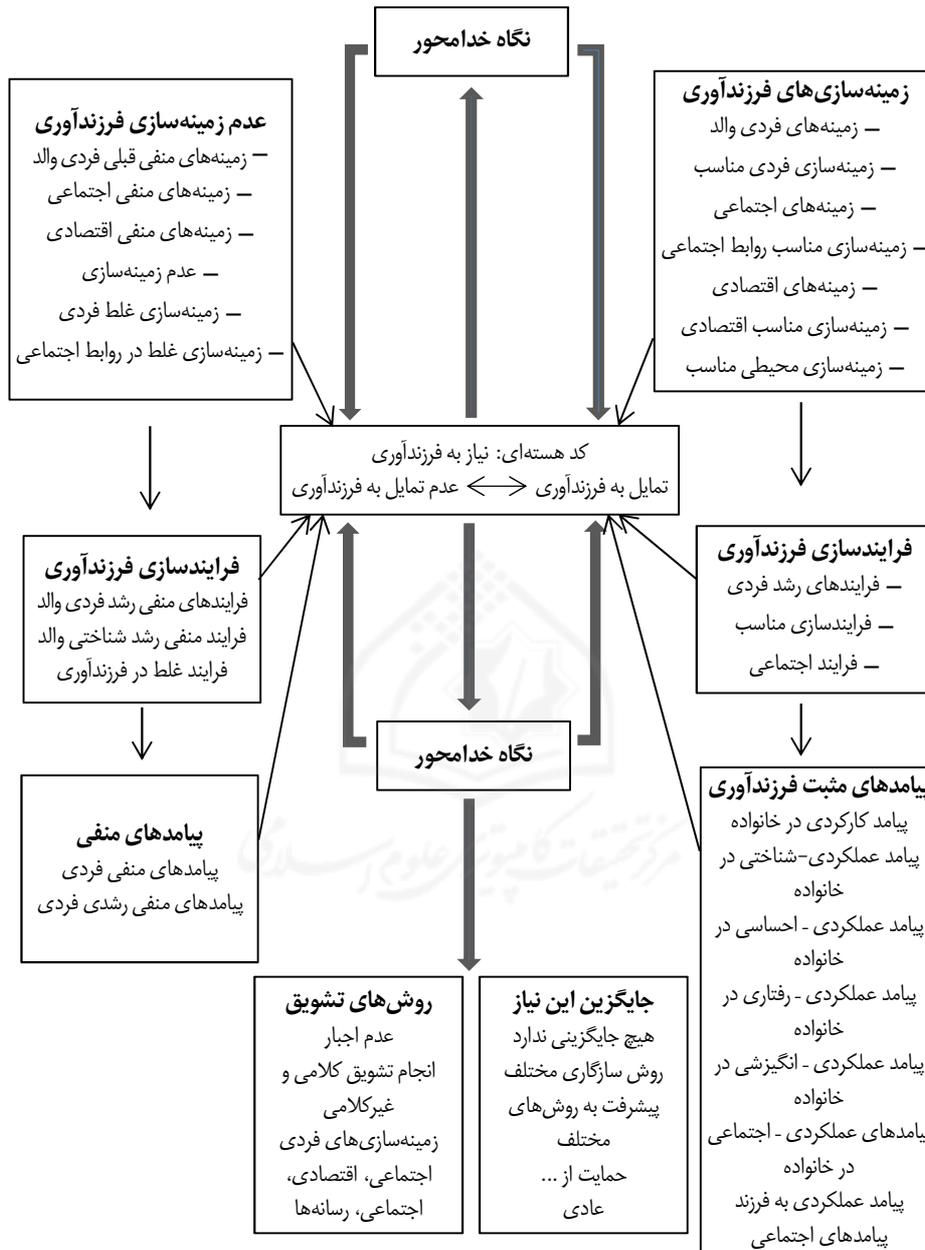 نگاه خدامحور
زمینه‌سازی‌های فرزندآوری
– زمینه‌های فردی والد
– زمینه‌سازی فردی مناسب
– زمینه‌های اجتماعی
– زمینه‌سازی مناسب روابط اجتماعی
– زمینه‌های اقتصادی
– زمینه‌سازی مناسب اقتصادی
– زمینه‌سازی محیطی مناسب
عدم زمینه‌سازی فرزندآوری
– زمینه‌های منفی قبلی فردی والد
– زمینه‌های منفی اجتماعی
– زمینه‌های منفی اقتصادی
– عدم زمینه‌سازی
– زمینه‌سازی غلط فردی
– زمینه‌سازی غلط در روابط اجتماعی
کد هسته‌ای: نیاز به فرزندآوری
تمایل به فرزندآوری ⟷ عدم تمایل به فرزندآوری
فرایندسازی فرزندآوری
– فرایندهای رشد فردی
– فرایندسازی مناسب
– فرایند اجتماعی
فرایندسازی فرزندآوری
فرایندهای منفی رشد فردی والد
فرایند منفی رشد شناختی والد
فرایند غلط در فرزندآوری
نگاه خدامحور
پیامدهای مثبت فرزندآوری
پیامد کارکردی در خانواده
پیامد عملکردی-شناختی در
خانواده
پیامد عملکردی - احساسی در
خانواده
پیامد عملکردی - رفتاری در
خانواده
پیامد عملکردی - انگیزشی در
خانواده
پیامدهای عملکردی - اجتماعی
در خانواده
پیامد عملکردی به فرزند
پیامدهای اجتماعی
پیامدهای منفی
پیامدهای منفی فردی
پیامدهای منفی رشدی فردی
جایگزین این نیاز
هیچ جایگزینی ندارد
روش سازگاری مختلف
پیشرفت به روش‌های
مختلف
حمایت از ...
عادی
روش‌های تشویق
عدم اجبار
انجام تشویق کلامی و
غیرکلامی
زمینه‌سازی‌های فردی
اجتماعی، اقتصادی،
اجتماعی، رسانه‌ها
مرکز تحقیقات کامپیوتری علوم اسلامی